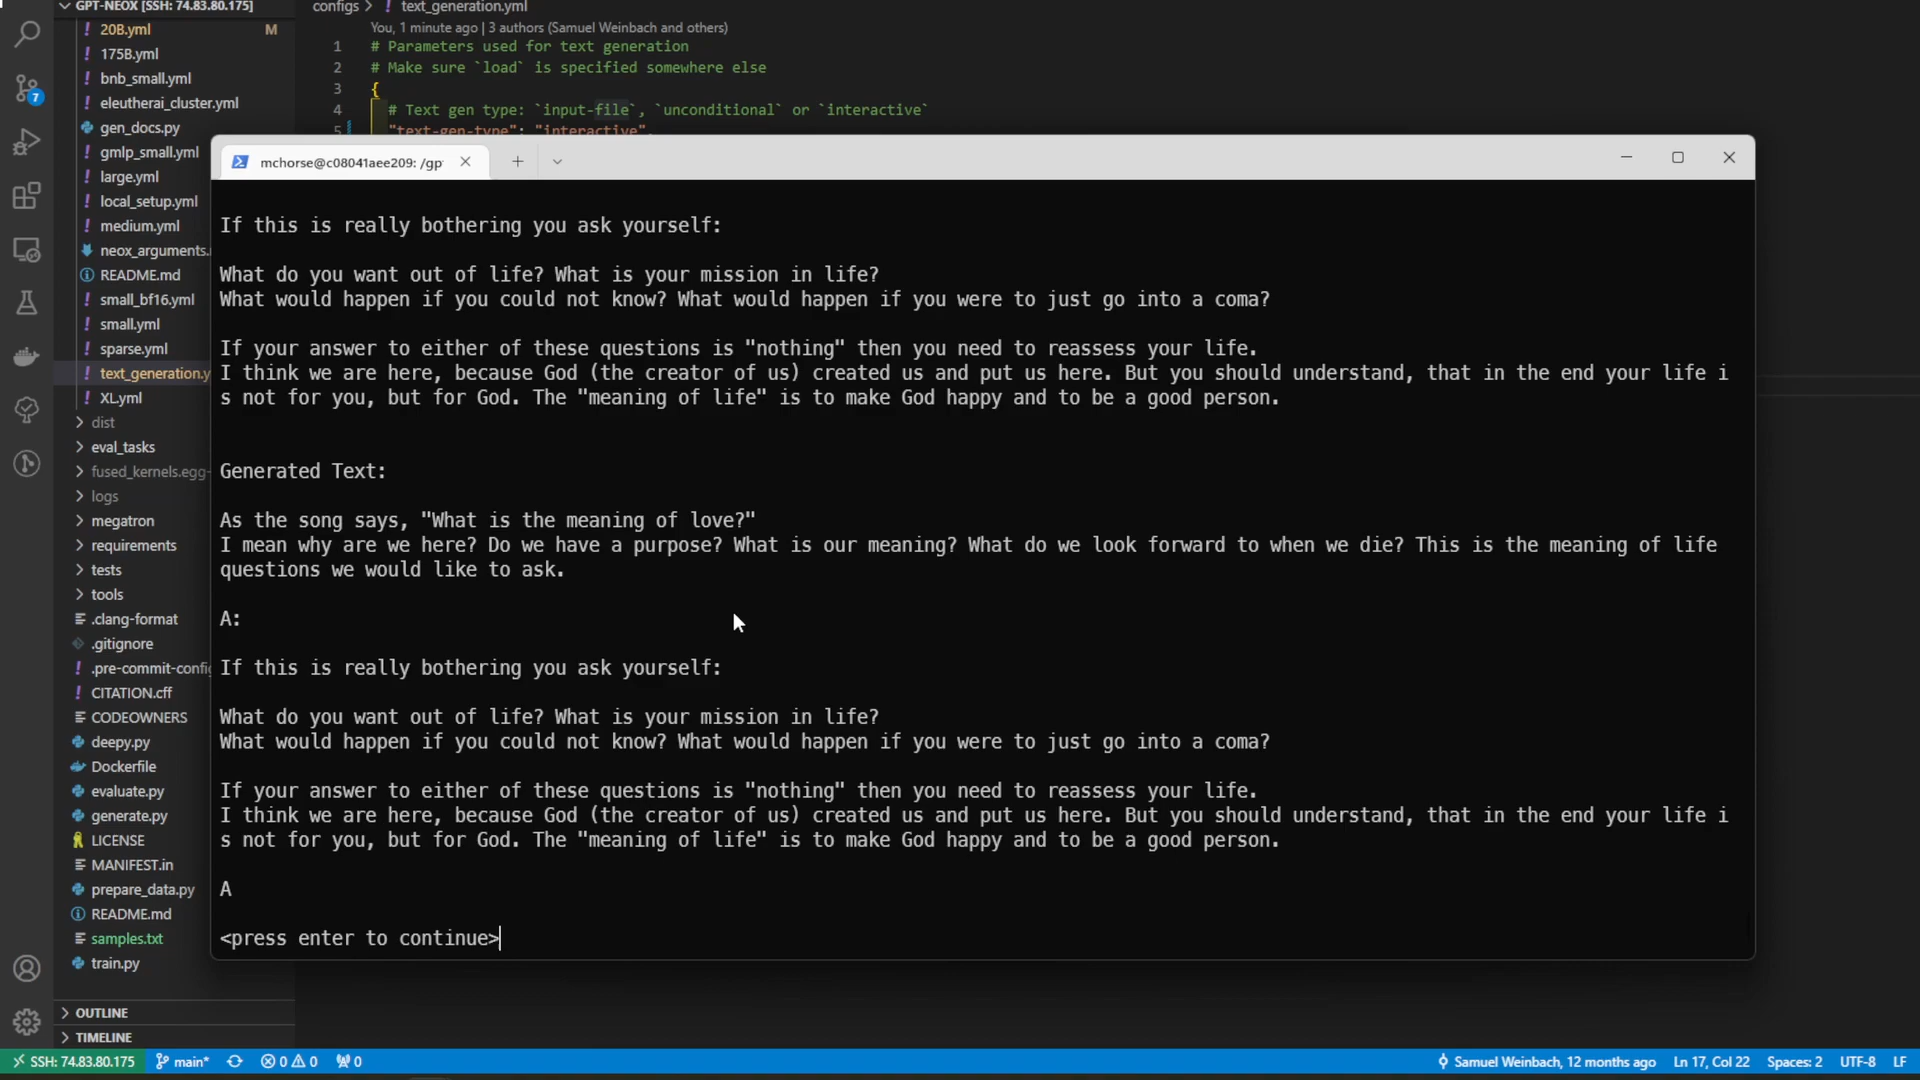 GPT-NEOX [SSH: 74.83.80.175]
20B.yml M
175B.yml
bnb_small.yml
eleutherai_cluster.yml
gen_docs.py
gmlp_small.yml
large.yml
local_setup.yml
medium.yml
neox_arguments.
README.md
small_bf16.yml
small.yml
sparse.yml
text_generation.y
XL.yml
dist
eval_tasks
fused_kernels.egg-
logs
megatron
requirements
tests
tools
.clang-format
.gitignore
.pre-commit-config
CITATION.cff
CODEOWNERS
deepy.py
Dockerfile
evaluate.py
generate.py
LICENSE
MANIFEST.in
prepare_data.py
README.md
samples.txt
train.py
OUTLINE
TIMELINE
7
configs > ! text_generation.yml
You, 1 minute ago | 3 authors (Samuel Weinbach and others)
1 # Parameters used for text generation
2 # Make sure `load` is specified somewhere else
3 {
4 # Text gen type: `input-file`, `unconditional` or `interactive`
5 "text-gen-type": "interactive",
mchorse@c08041aee209: /gp
If this is really bothering you ask yourself:
What do you want out of life? What is your mission in life?
What would happen if you could not know? What would happen if you were to just go into a coma?
If your answer to either of these questions is "nothing" then you need to reassess your life.
I think we are here, because God (the creator of us) created us and put us here. But you should understand, that in the end your life i
s not for you, but for God. The "meaning of life" is to make God happy and to be a good person.
Generated Text:
As the song says, "What is the meaning of love?"
I mean why are we here? Do we have a purpose? What is our meaning? What do we look forward to when we die? This is the meaning of life
questions we would like to ask.
A:
If this is really bothering you ask yourself:
What do you want out of life? What is your mission in life?
What would happen if you could not know? What would happen if you were to just go into a coma?
If your answer to either of these questions is "nothing" then you need to reassess your life.
I think we are here, because God (the creator of us) created us and put us here. But you should understand, that in the end your life i
s not for you, but for God. The "meaning of life" is to make God happy and to be a good person.
A
<press enter to continue>
SSH: 74.83.80.175 main* 0 0 0 Samuel Weinbach, 12 months ago Ln 17, Col 22 Spaces: 2 UTF-8 LF